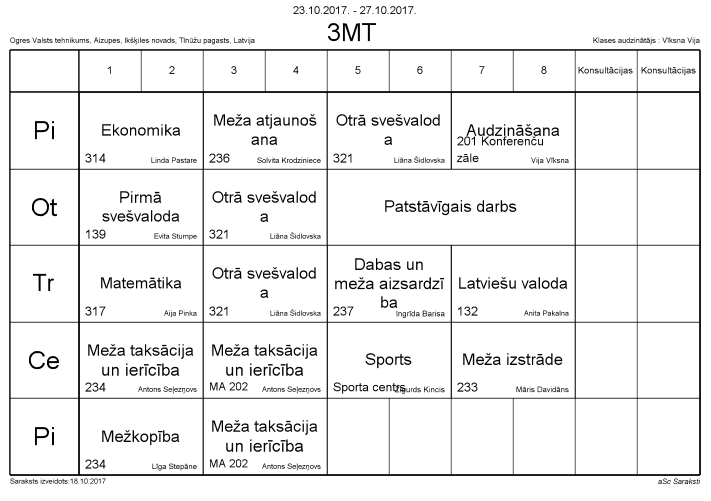 23.10.2017. - 27.10.2017.
3MT
Ogres Valsts tehnikums, Aizupes, Ikšķiles novads, Tīnūžu pagasts, Latvija
Klases audzinātājs : Vīksna Vija
1 2 3 4 5 6 7 8 Konsultācijas Konsultācijas
Pi
Ekonomika
314 Linda Pastare
Meža atjaunoš
ana
236 Solvita Krodziniece
Otrā svešvalod
a
321 Liāna Šidlovska
Audzināšana
201 Konferenču
zāle Vija Vīksna
Ot
Pirmā
svešvaloda
139 Evita Stumpe
Otrā svešvalod
a
321 Liāna Šidlovska
Patstāvīgais darbs
Tr
Matemātika
317 Aija Pinka
Otrā svešvalod
a
321 Liāna Šidlovska
Dabas un
meža aizsardzī
ba
237 Ingrīda Barisa
Latviešu valoda
132 Anita Pakalna
Ce
Meža taksācija
un ierīcība
234 Antons Seļezņovs
Meža taksācija
un ierīcība
MA 202 Antons Seļezņovs
Sports
Sporta centrs Zigurds Kincis
Meža izstrāde
233 Māris Davidāns
Pi
Mežkopība
234 Līga Stepāne
Meža taksācija
un ierīcība
MA 202 Antons Seļezņovs
Saraksts izveidots:18.10.2017
aSc Saraksti